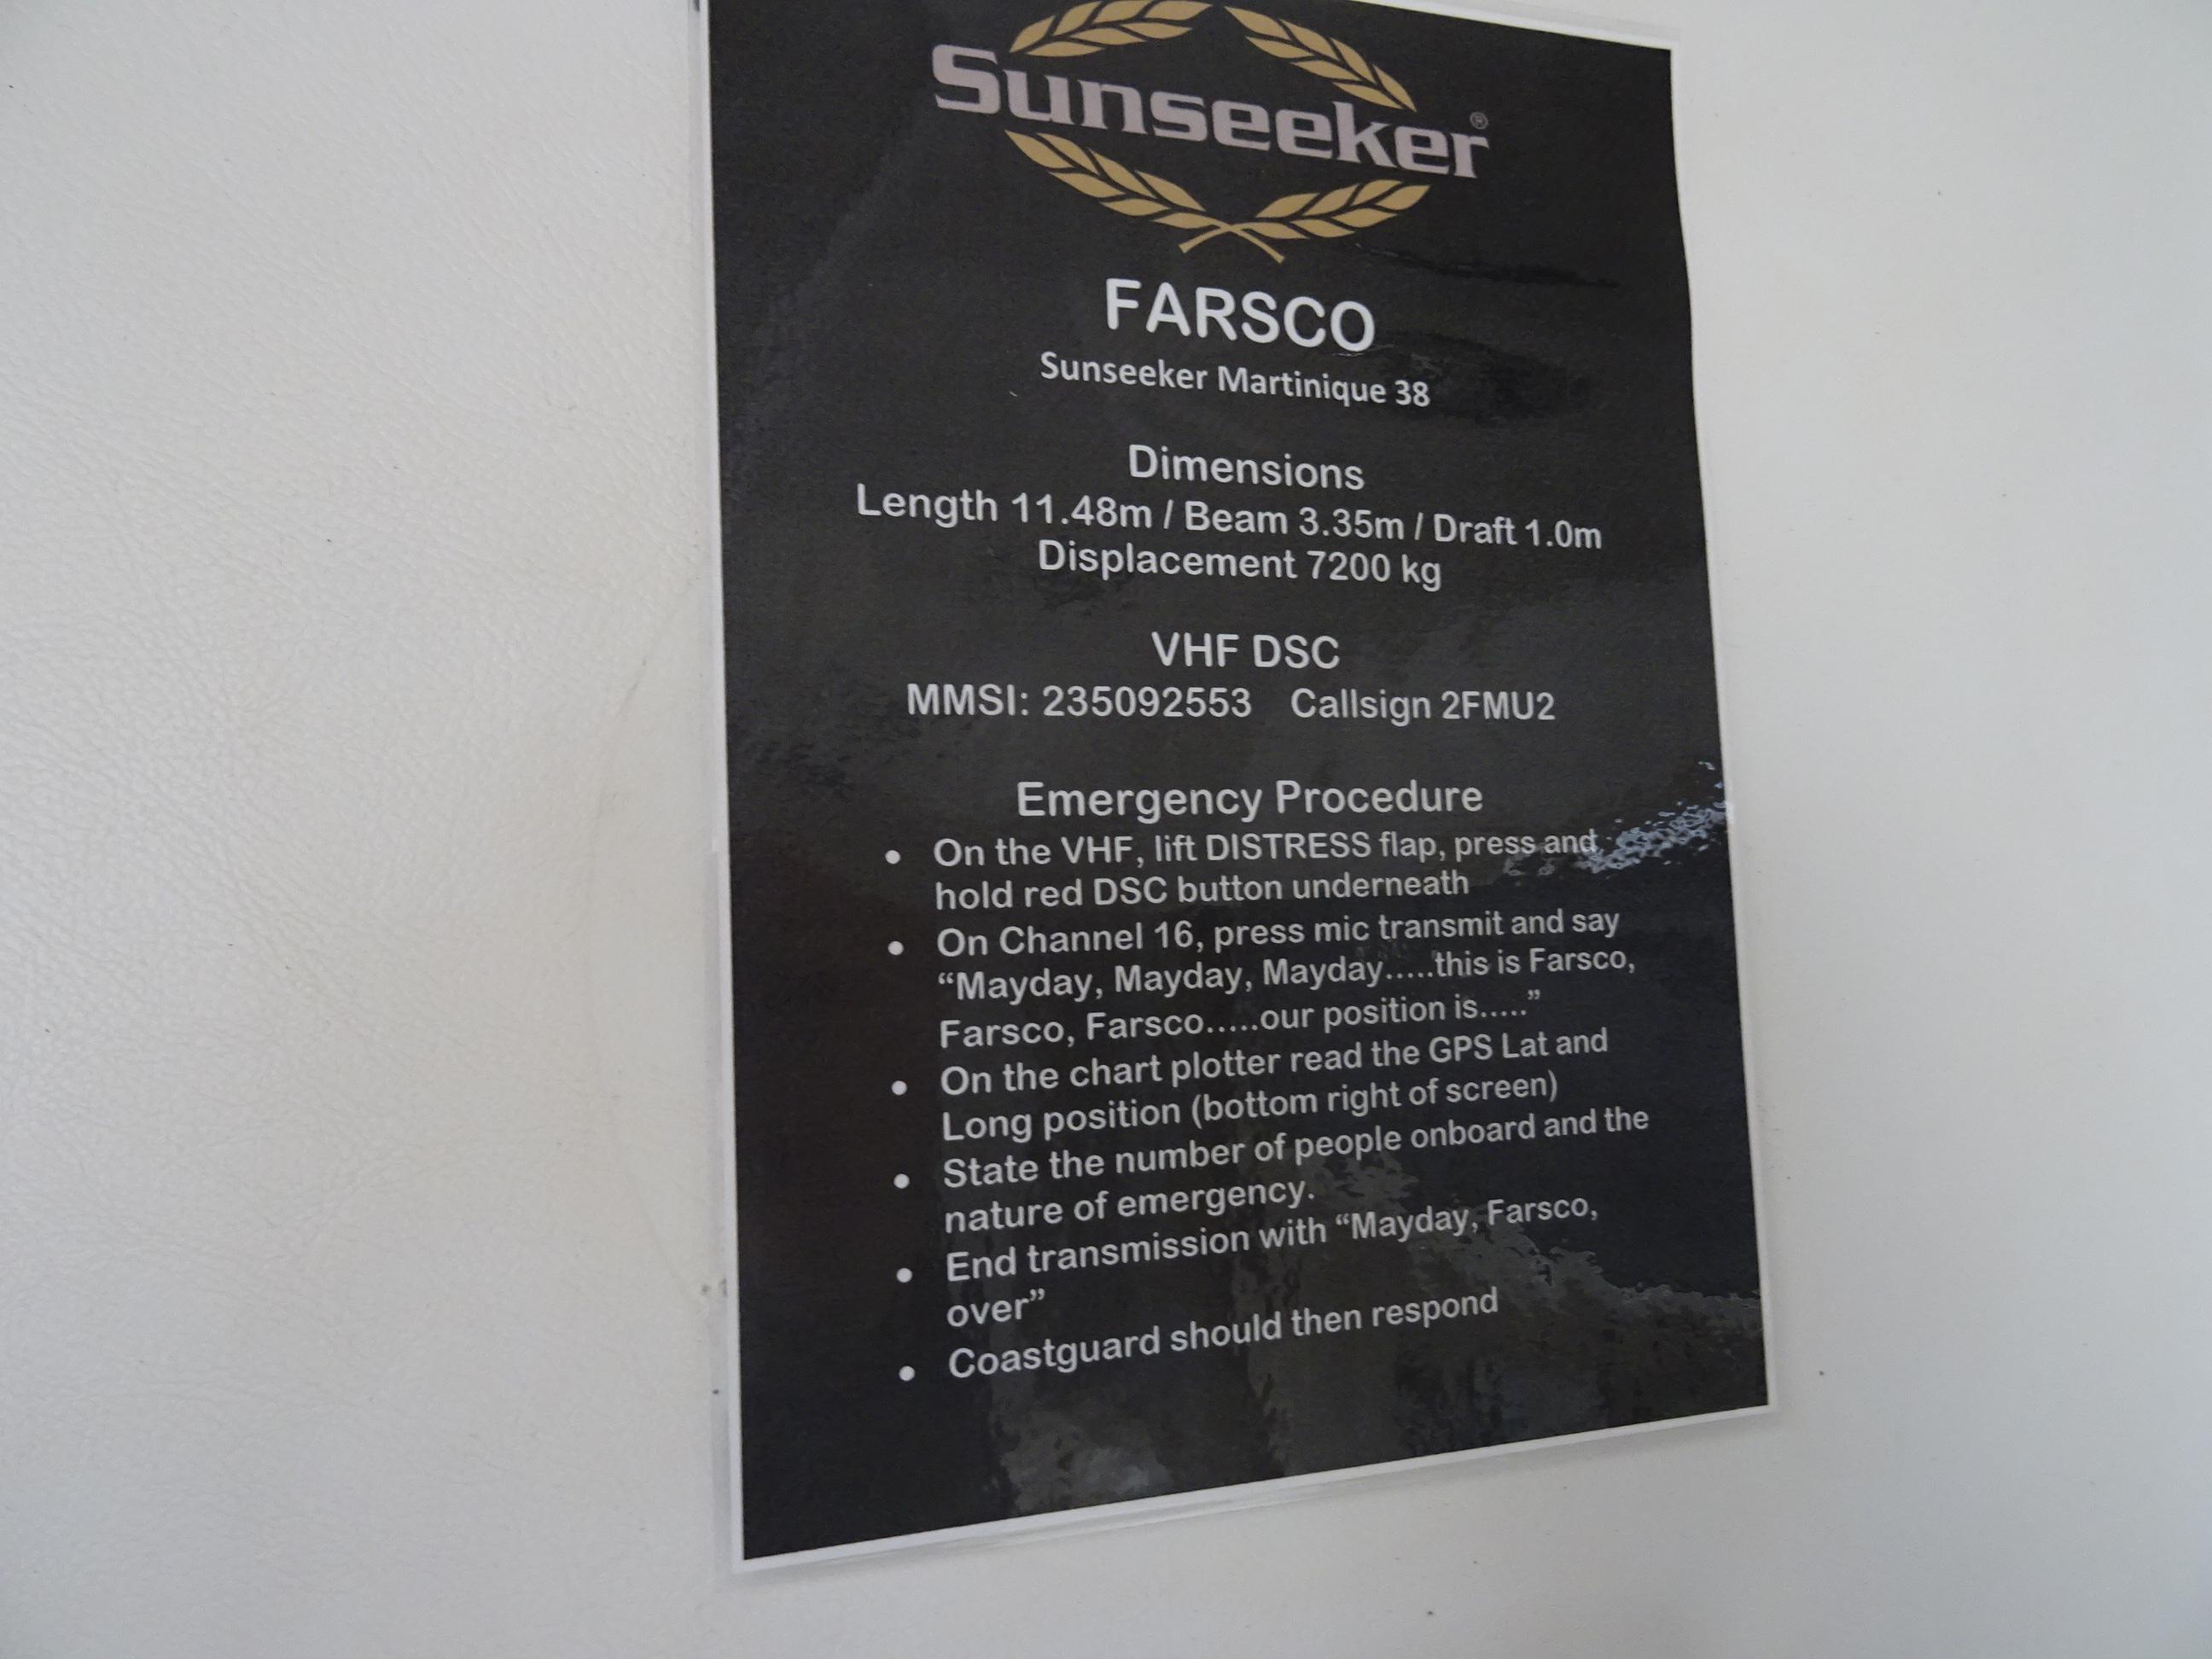 Sunseeker®
FARSCO
Sunseeker Martinique 38
Dimensions
Length 11.48m / Beam 3.35m / Draft 1.0m
Displacement 7200 kg
VHF DSC
MMSI: 235092553 Callsign 2FMU2
Emergency Procedure
• On the VHF, lift DISTRESS flap, press and
hold red DSC button underneath
• On Channel 16, press mic transmit and say
“Mayday, Mayday, Mayday.....this is Farsco,
Farsco, Farsco.....our position is.....”
• On the chart plotter read the GPS Lat and
Long position (bottom right of screen)
• State the number of people onboard and the
nature of emergency.
• End transmission with “Mayday, Farsco,
over”
• Coastguard should then respond